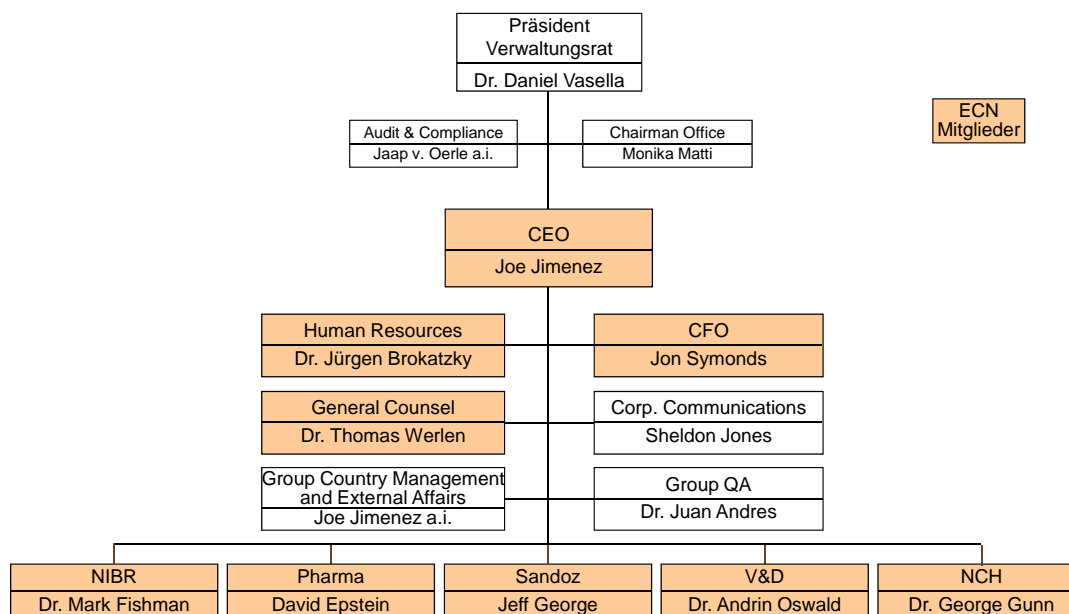 Präsident
Verwaltungsrat
Dr. Daniel Vasella
ECN
Mitglieder
Audit & Compliance
Jaap v. Oerle a.i.
Chairman Office
Monika Matti
CEO
Joe Jimenez
Human Resources
Dr. Jürgen Brokatzky
CFO
Jon Symonds
General Counsel
Dr. Thomas Werlen
Corp. Communications
Sheldon Jones
Group Country Management
and External Affairs
Joe Jimenez a.i.
Group QA
Dr. Juan Andres
NIBR
Dr. Mark Fishman
Pharma
David Epstein
Sandoz
Jeff George
V&D
Dr. Andrin Oswald
NCH
Dr. George Gunn